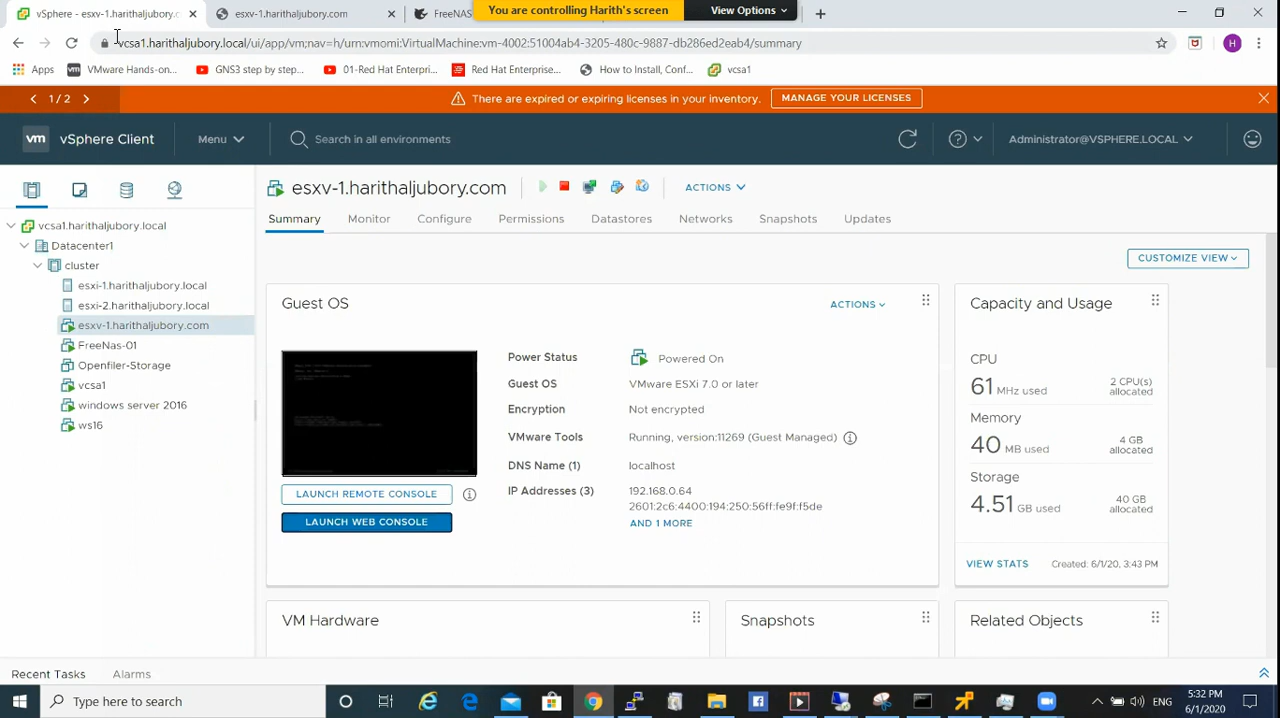 vSphere - esxv-1.harithaljubory.c
esxv-1.harithaljubory.com
FreeNAS
You are controlling Harith's screen
View Options
vcsa1.harithaljubory.local/ui/app/vm;nav=h/urn:vmomi:VirtualMachine:vm-4002:51004ab4-3205-480c-9887-db286ed2eab4/summary
H
Apps
VMware Hands-on...
GNS3 step by step...
01-Red Hat Enterpri...
Red Hat Enterprise...
How to Install, Conf...
vcsa1
1 / 2
There are expired or expiring licenses in your inventory.
MANAGE YOUR LICENSES
vm
vSphere Client
Menu
Search in all environments
Administrator@VSPHERE.LOCAL
esxv-1.harithaljubory.com
ACTIONS
Summary
Monitor
Configure
Permissions
Datastores
Networks
Snapshots
Updates
vcsa1.harithaljubory.local
Datacenter1
cluster
esxi-1.harithaljubory.local
esxi-2.harithaljubory.local
esxv-1.harithaljubory.com
FreeNas-01
Openfiler-Storage
vcsa1
windows server 2016
ws16
CUSTOMIZE VIEW
Guest OS
ACTIONS
Power Status
Powered On
Guest OS
VMware ESXi 7.0 or later
Encryption
Not encrypted
VMware Tools
Running, version:11269 (Guest Managed)
DNS Name (1)
localhost
IP Addresses (3)
192.168.0.64
2601:2c6:4400:194:250:56ff:fe9f:f5de
AND 1 MORE
LAUNCH REMOTE CONSOLE
LAUNCH WEB CONSOLE
Capacity and Usage
CPU
61 MHz used
2 CPU(s) allocated
Memory
40 MB used
4 GB allocated
Storage
4.51 GB used
40 GB allocated
VIEW STATS
Created: 6/1/20, 3:43 PM
VM Hardware
Snapshots
Related Objects
Recent Tasks
Alarms
Type here to search
ENG
5:32 PM
6/1/2020